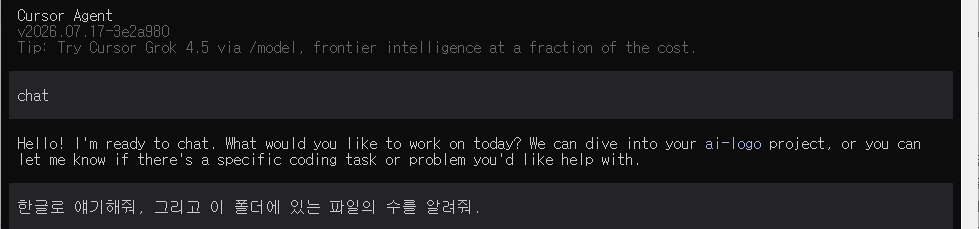 Cursor Agent
v2026.07.17-3e2a980
Tip: Try Cursor Grok 4.5 via /model, frontier intelligence at a fraction of the cost.
chat
Hello! I'm ready to chat. What would you like to work on today? We can dive into your ai-logo project, or you can
let me know if there's a specific coding task or problem you'd like help with.
한글로 얘기해줘, 그리고 이 폴더에 있는 파일의 수를 알려줘.